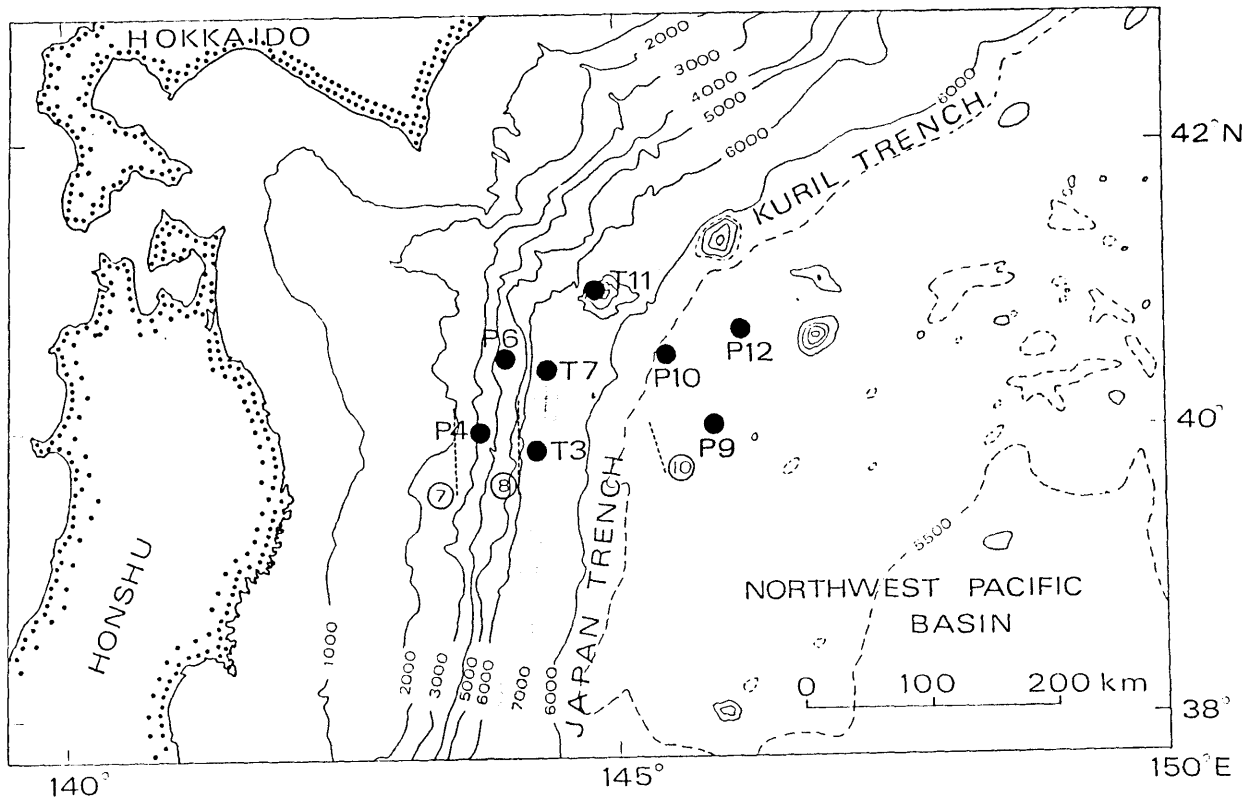 HOKKAIDO
2000
3000
4000
5000
6000
6000
KURIL TRENCH
42°N
T11
P6
T7
P12
P10
P4
T3
P9
40°
7
8
10
5500
JAPAN TRENCH
HONSHU
NORTHWEST PACIFIC
BASIN
1000
2000
3000
5000
6000
7000
6000
0 100 200 km
38°
140°
145°
150°E